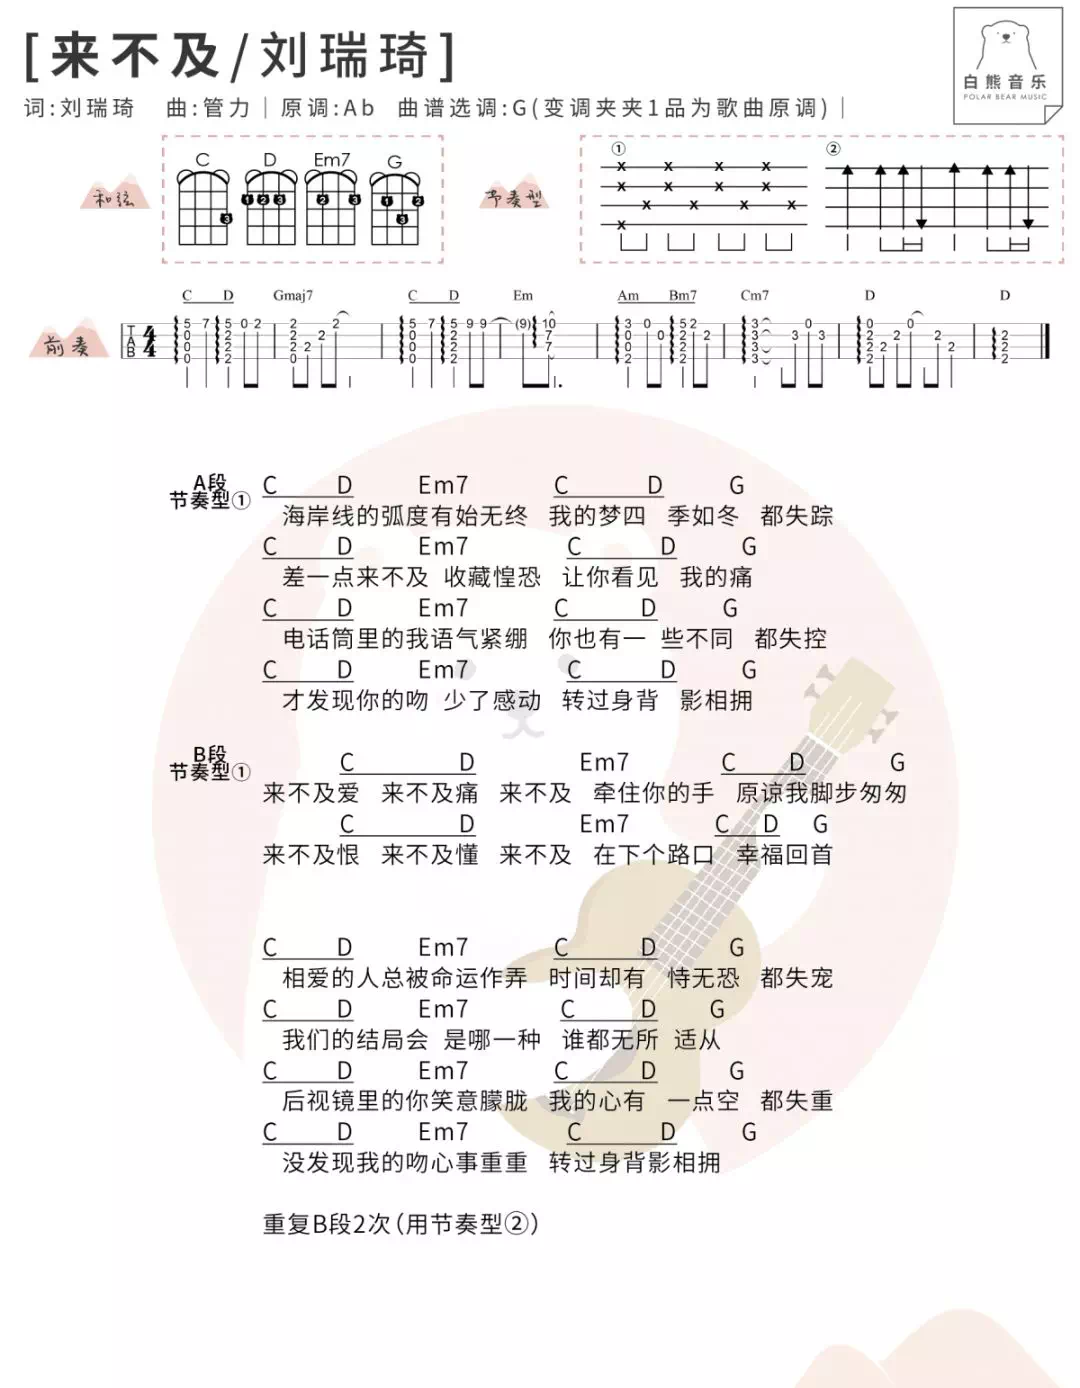 [来不及/刘瑞琦]
白熊音乐
POLAR BEAR MUSIC
词:刘瑞琦 曲:管力｜原调:Ab 曲谱选调:G(变调夹夹1品为歌曲原调)｜
和弦
C D Em7 G
3 1 2 3 2 3 1 2 3
节奏型
① ②
前奏
C D Gmaj7 C D Em Am Bm7 Cm7 D D
TAB 4/4
A段
节奏型①
C D Em7 C D G
海岸线的弧度有始无终 我的梦四 季如冬 都失踪
C D Em7 C D G
差一点来不及 收藏惶恐 让你看见 我的痛
C D Em7 C D G
电话筒里的我语气紧绷 你也有一 些不同 都失控
C D Em7 C D G
才发现你的吻 少了感动 转过身背 影相拥
B段
节奏型①
C D Em7 C D G
来不及爱 来不及痛 来不及 牵住你的手 原谅我脚步匆匆
C D Em7 C D G
来不及恨 来不及懂 来不及 在下个路口 幸福回首
C D Em7 C D G
相爱的人总被命运作弄 时间却有 恃无恐 都失宠
C D Em7 C D G
我们的结局会 是哪一种 谁都无所 适从
C D Em7 C D G
后视镜里的你笑意朦胧 我的心有 一点空 都失重
C D Em7 C D G
没发现我的吻心事重重 转过身背影相拥
重复B段2次(用节奏型②)